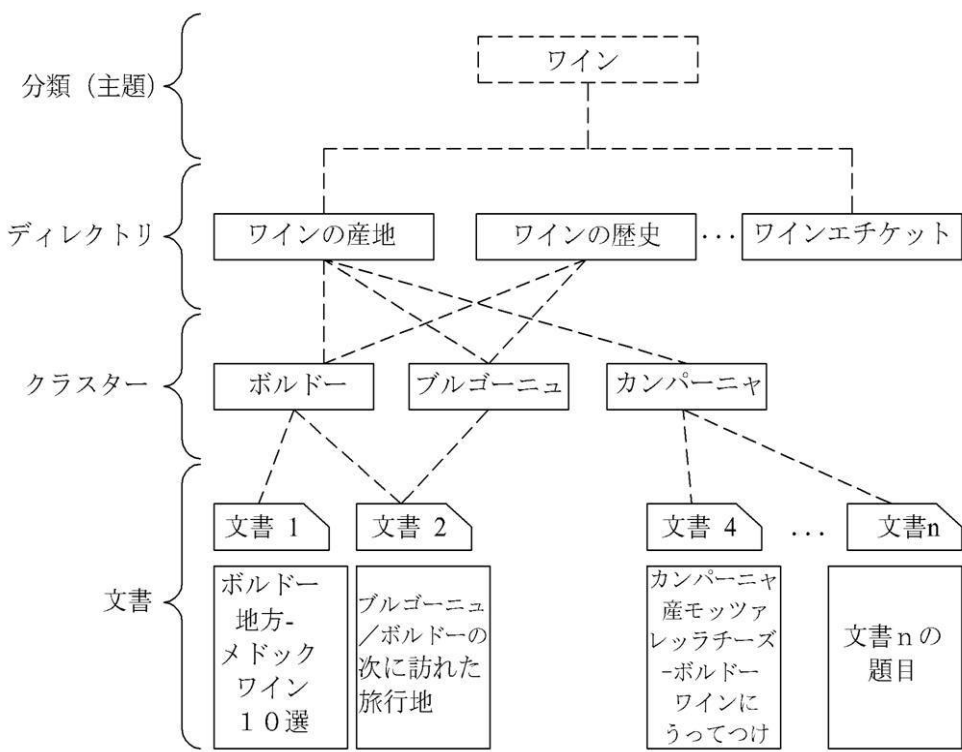 ワイン
分類（主題）
ディレクトリ
ワインの産地
ワインの歴史
...
ワインエチケット
クラスター
ボルドー
ブルゴーニュ
カンパーニャ
文書
文書 1
文書 2
文書 4
...
文書n
ボルドー
地方-
メドック
ワイン
１０選
ブルゴーニュ
／ボルドーの
次に訪れた
旅行地
カンパーニャ
産モッツァ
レッラチーズ
-ボルドー
ワインに
うってつけ
文書ｎの
題目